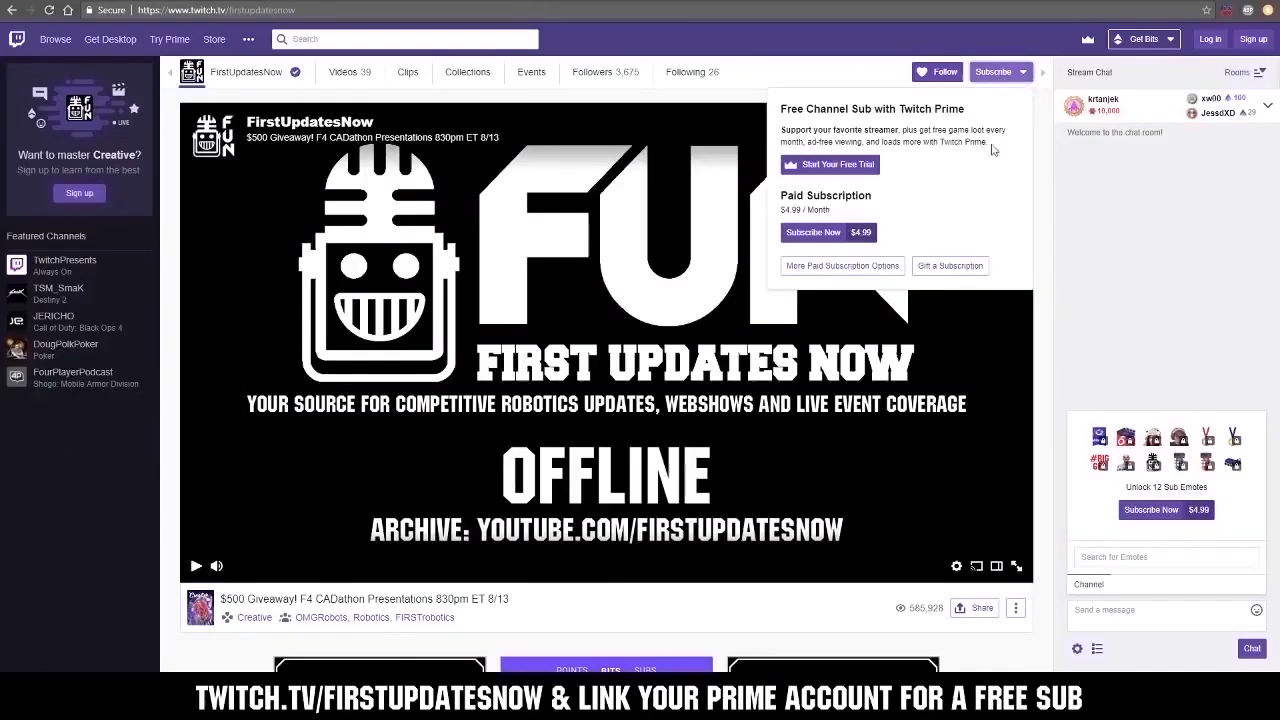 Secure | https://www.twitch.tv/firstupdatesnow
Browse Get Desktop Try Prime Store ••• Search Get Bits Log in Sign up
FUN
LIVE
Want to master Creative?
Sign up to learn from the best
Sign up
Featured Channels
TwitchPresents
Always On
TSM_SmaK
Destiny 2
JERICHO
Call of Duty: Black Ops 4
DougPolkPoker
Poker
FourPlayerPodcast
Shogo: Mobile Armor Division
FUN FirstUpdatesNow Videos 39 Clips Collections Events Followers 3,675 Following 26 Follow Subscribe
FUN
FirstUpdatesNow
$500 Giveaway! F4 CADathon Presentations 830pm ET 8/13
Free Channel Sub with Twitch Prime
Support your favorite streamer, plus get free game loot every
month, ad-free viewing, and loads more with Twitch Prime.
Start Your Free Trial
Paid Subscription
$4.99 / Month
Subscribe Now $4.99
More Paid Subscription Options Gift a Subscription
FUN
FIRST UPDATES NOW
YOUR SOURCE FOR COMPETITIVE ROBOTICS UPDATES, WEBSHOWS AND LIVE EVENT COVERAGE
OFFLINE
ARCHIVE: YOUTUBE.COM/FIRSTUPDATESNOW
$500 Giveaway! F4 CADathon Presentations 830pm ET 8/13
Creative OMGRobots, Robotics, FIRSTrobotics
585,928 Share
POINTS BITS SUBS
Stream Chat Rooms
krtanjek
10,000
xw00 100
JessdXD 29
Welcome to the chat room!
Unlock 12 Sub Emotes
Subscribe Now $4.99
Search for Emotes
Channel
Send a message
Chat
TWITCH.TV/FIRSTUPDATESNOW & LINK YOUR PRIME ACCOUNT FOR A FREE SUB